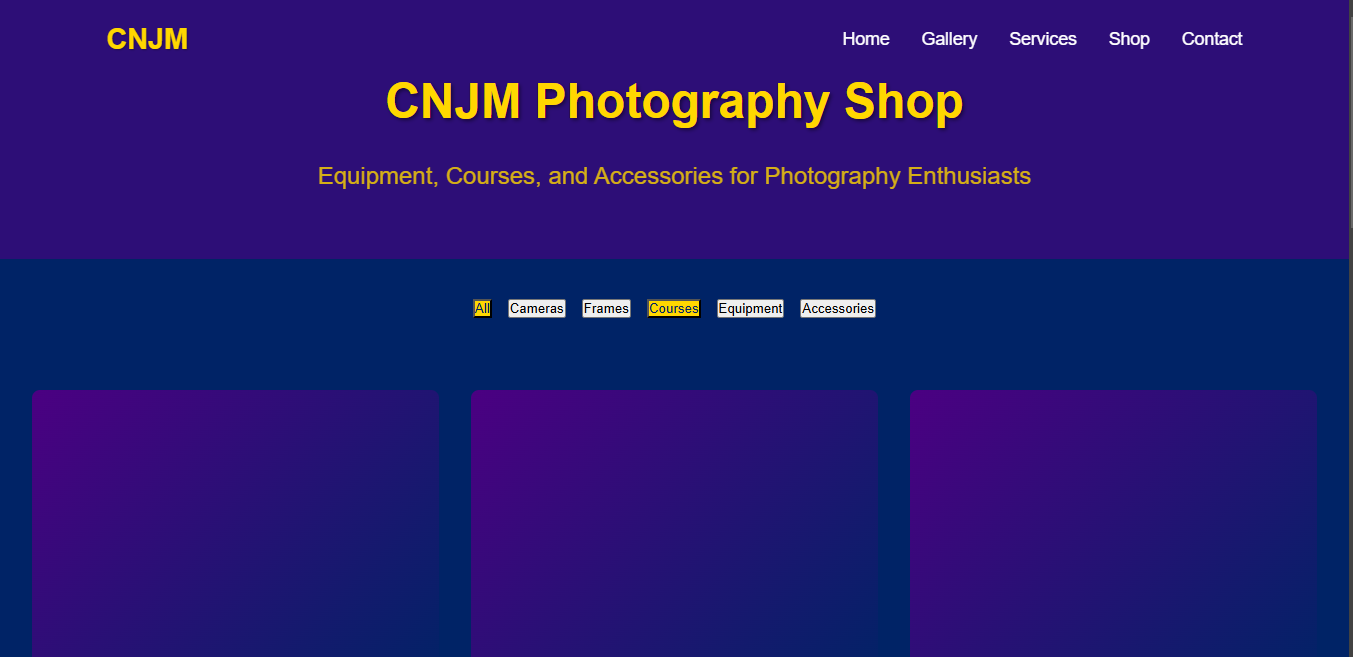 CNJM
Home Gallery Services Shop Contact
CNJM Photography Shop
Equipment, Courses, and Accessories for Photography Enthusiasts
All Cameras Frames Courses Equipment Accessories